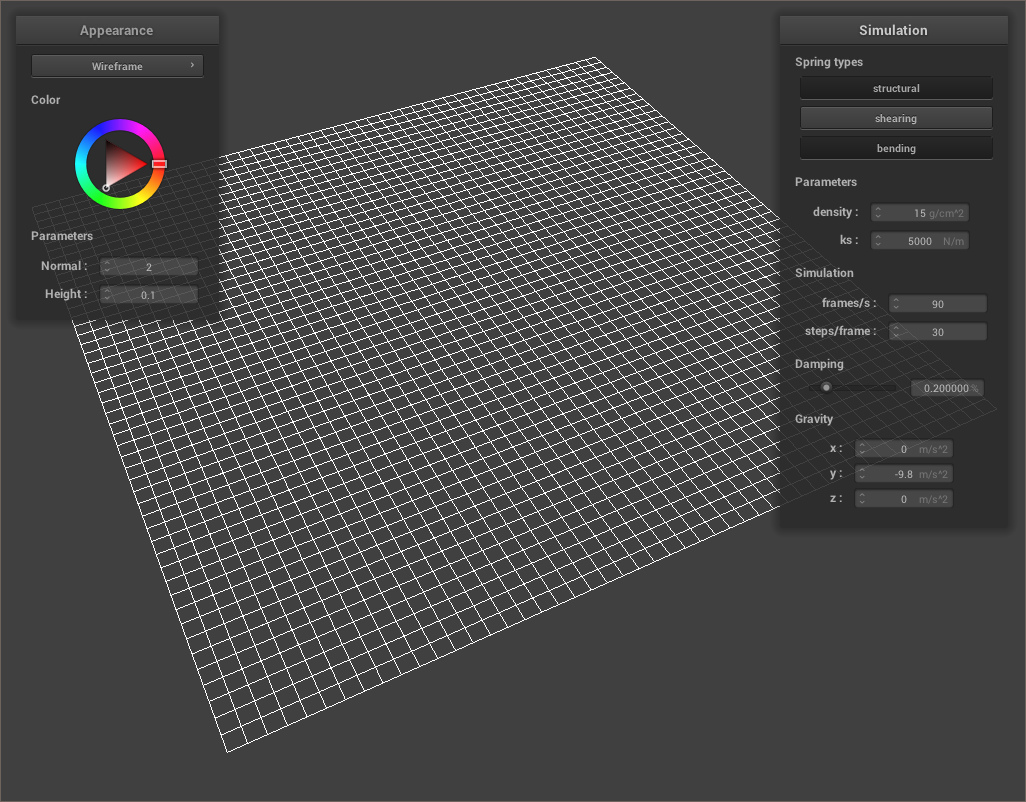 Appearance
Wireframe
Color
Parameters
Normal : 2
Height : 0.1
Simulation
Spring types
structural
shearing
bending
Parameters
density : 15 g/cm^2
ks : 5000 N/m
Simulation
frames/s : 90
steps/frame : 30
Damping
0.200000 %
Gravity
x : 0 m/s^2
y : -9.8 m/s^2
z : 0 m/s^2